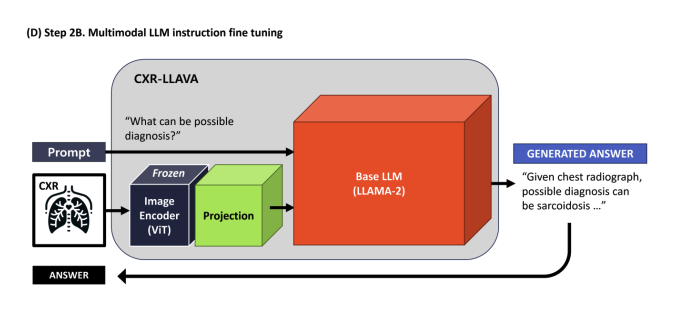 (D) Step 2B. Multimodal LLM instruction fine tuning
CXR-LLAVA
“What can be possible
diagnosis?”
Prompt
CXR
Frozen
Image
Encoder
(ViT)
Projection
Base LLM
(LLAMA-2)
GENERATED ANSWER
“Given chest radiograph,
possible diagnosis can
be sarcoidosis ...”
ANSWER